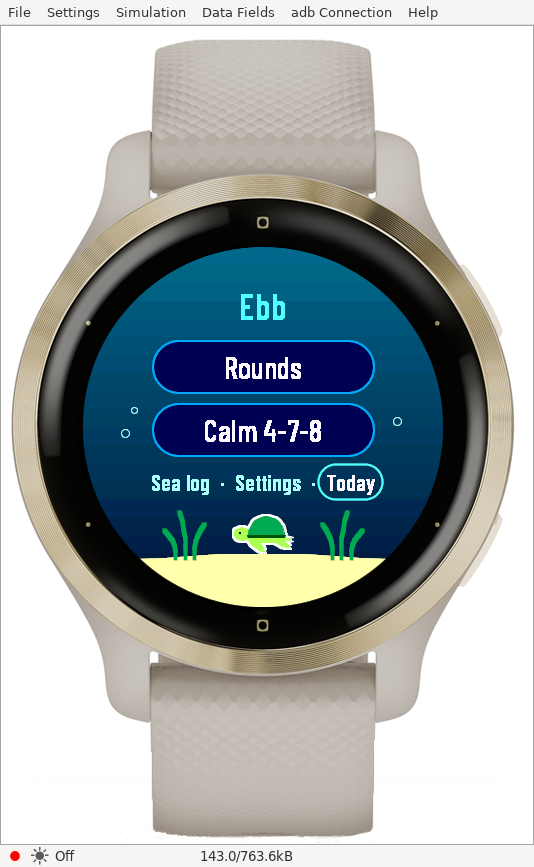 File Settings Simulation Data Fields adb Connection Help
Ebb
Rounds
Calm 4-7-8
Sea log · Settings · Today
Off 143.0/763.6kB